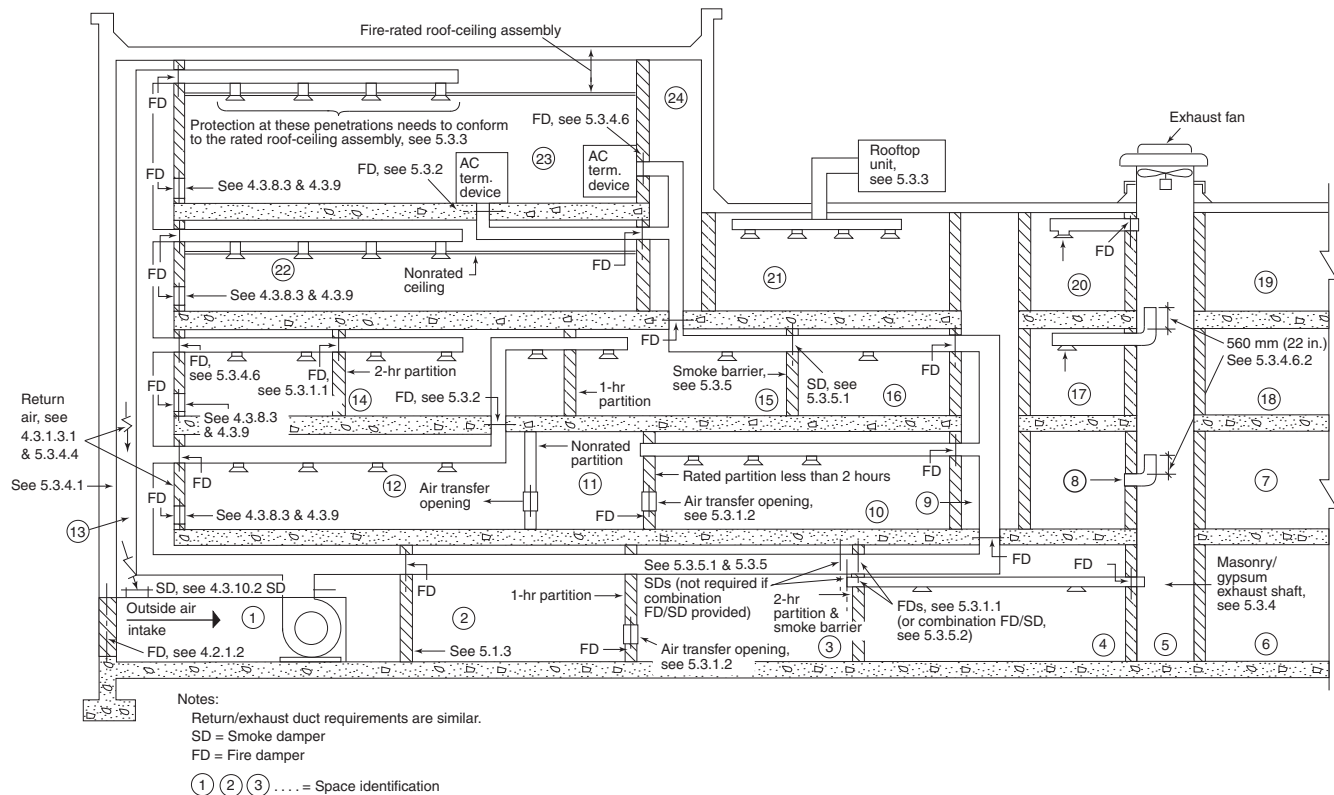 Fire-rated roof-ceiling assembly
FD
Protection at these penetrations needs to conform
to the rated roof-ceiling assembly, see 5.3.3
FD, see 5.3.4.6
24
Exhaust fan
FD, see 5.3.2
AC
term.
device
23
AC
term.
device
Rooftop
unit,
see 5.3.3
FD
See 4.3.8.3 & 4.3.9
FD
22
Nonrated
ceiling
FD
FD
See 4.3.8.3 & 4.3.9
21
FD
20
19
FD
FD,
see 5.3.4.6
FD,
see 5.3.1.1
2-hr partition
FD
Smoke barrier,
see 5.3.5
SD, see
5.3.5.1
FD
560 mm (22 in.)
See 5.3.4.6.2
FD
14
FD, see 5.3.2
1-hr
partition
15
16
17
18
See 4.3.8.3
& 4.3.9
Return
air, see
4.3.1.3.1
& 5.3.4.4
Nonrated
partition
FD
See 5.3.4.1
FD
12
Air transfer
opening
11
Rated partition less than 2 hours
FD
8
7
FD
See 4.3.8.3 & 4.3.9
Air transfer opening,
see 5.3.1.2
FD
9
10
13
See 5.3.5.1 & 5.3.5
FD
SD, see 4.3.10.2 SD
FD
SDs (not required if
combination
FD/SD provided)
FD
Masonry/
gypsum
exhaust shaft,
see 5.3.4
Outside air
intake
1
2
1-hr partition
2-hr
partition &
smoke barrier
FDs, see 5.3.1.1
(or combination FD/SD,
see 5.3.5.2)
FD, see 4.2.1.2
See 5.1.3
FD
Air transfer opening,
see 5.3.1.2
3
4
5
6
Notes:
Return/exhaust duct requirements are similar.
SD = Smoke damper
FD = Fire damper
1 2 3 . . . . = Space identification